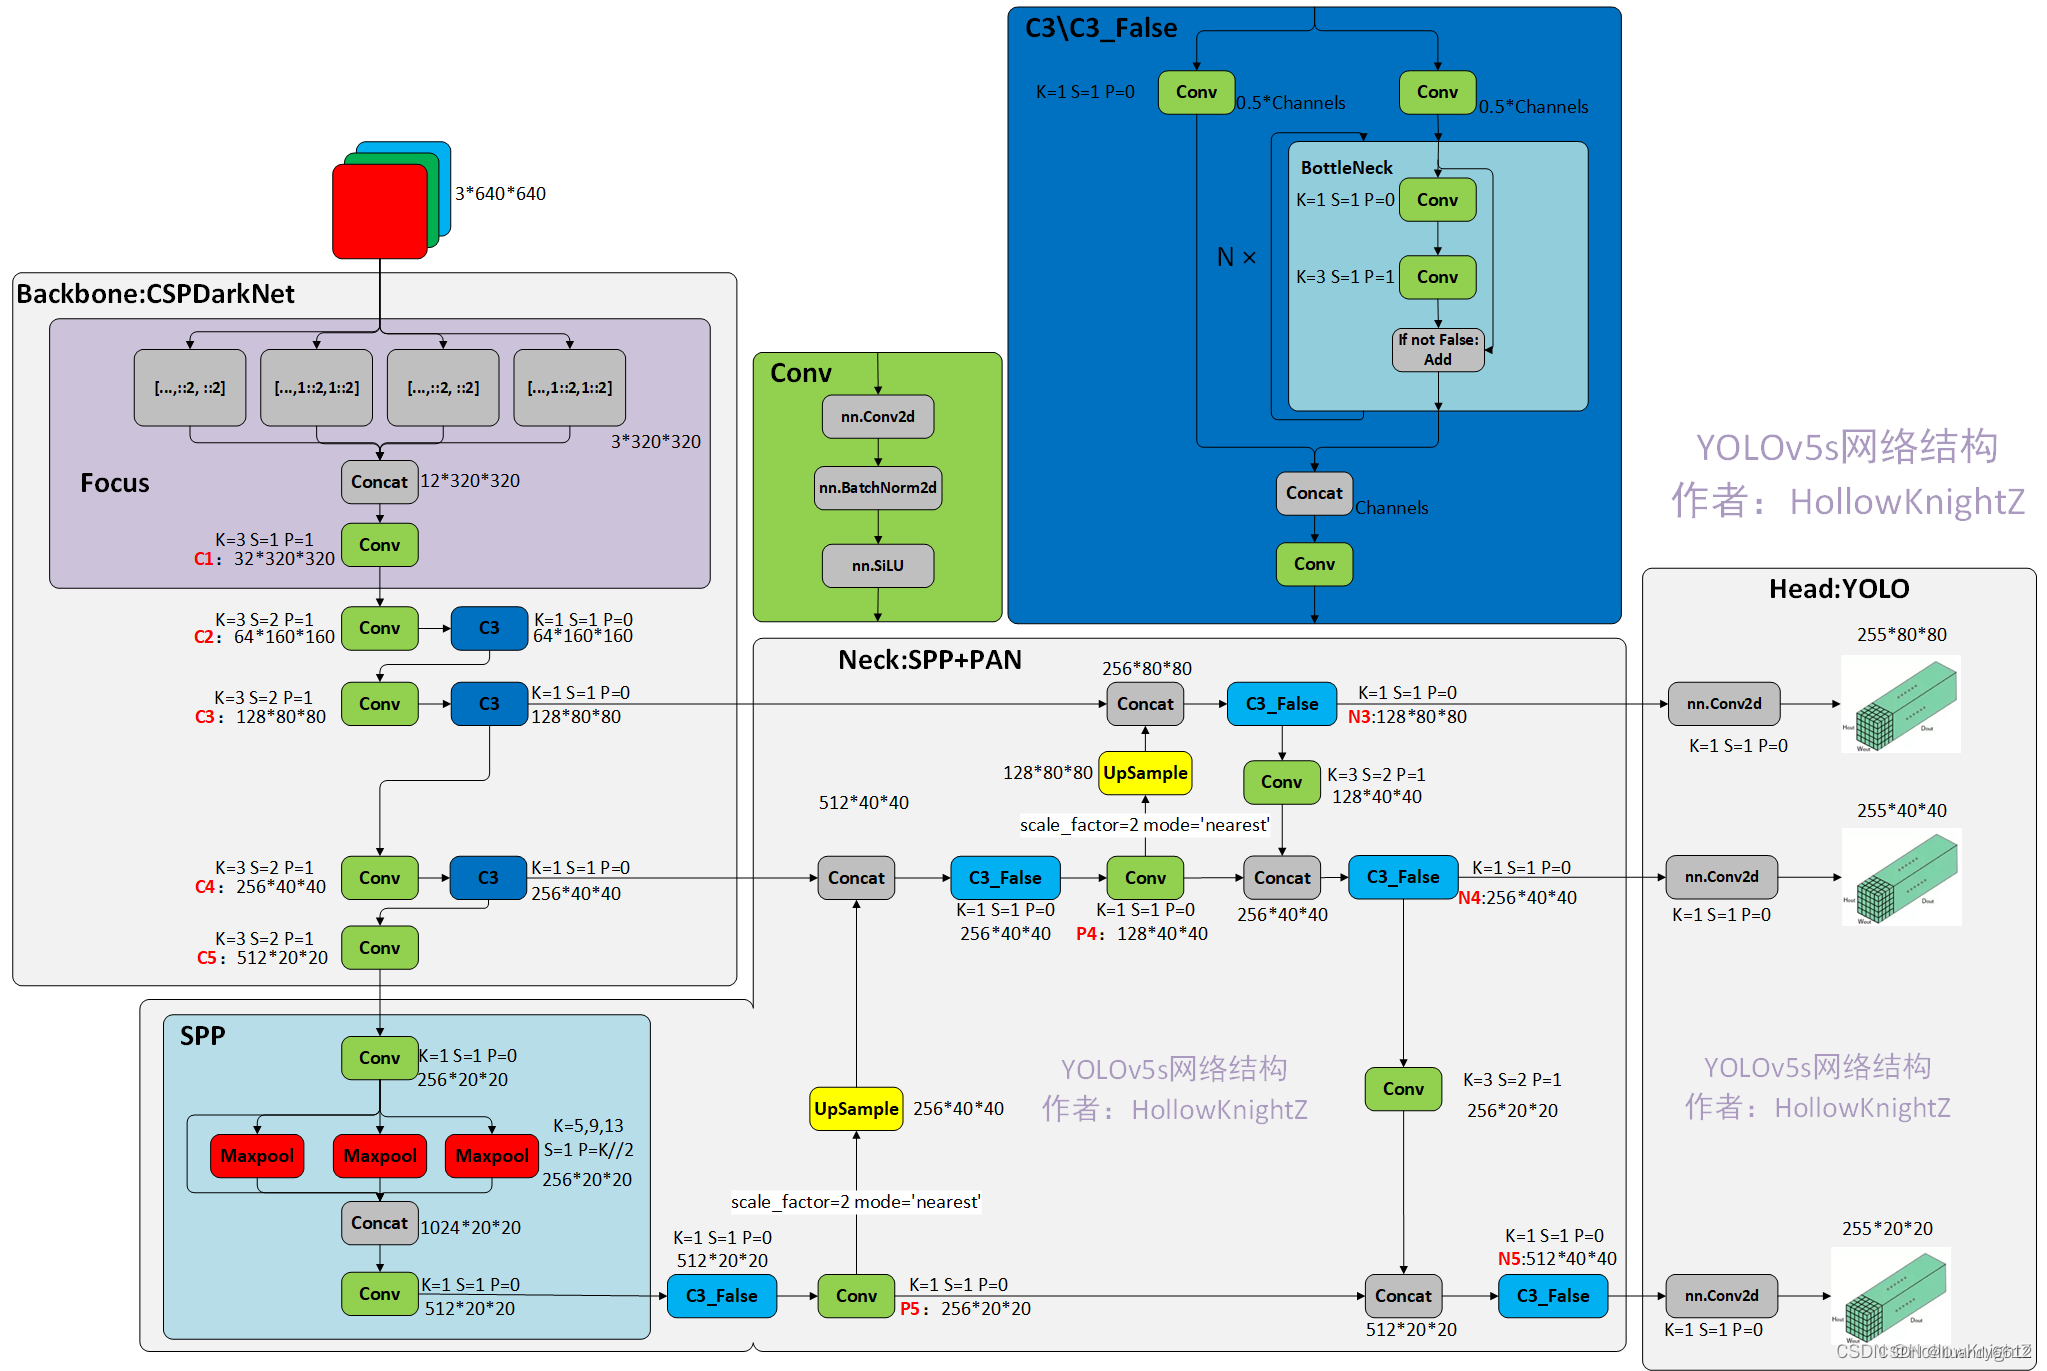 C3\C3_False
Conv
K=1 S=1 P=0
0.5*Channels
Conv
0.5*Channels
BottleNeck
K=1 S=1 P=0
Conv
N ×
K=3 S=1 P=1
Conv
If not False:
Add
Concat
Channels
Conv
3*640*640
Backbone:CSPDarkNet
[...,::2, ::2]
[...,1::2,1::2]
[...,::2, ::2]
[...,1::2,1::2]
3*320*320
Focus
Concat
12*320*320
K=3 S=1 P=1
C1：32*320*320
Conv
K=3 S=2 P=1
C2：64*160*160
Conv
C3
K=1 S=1 P=0
64*160*160
K=3 S=2 P=1
C3：128*80*80
Conv
C3
K=1 S=1 P=0
128*80*80
K=3 S=2 P=1
C4：256*40*40
Conv
C3
K=1 S=1 P=0
256*40*40
K=3 S=2 P=1
C5：512*20*20
Conv
Conv
nn.Conv2d
nn.BatchNorm2d
nn.SiLU
YOLOv5s网络结构
作者：HollowKnightZ
Neck:SPP+PAN
256*80*80
Concat
C3_False
K=1 S=1 P=0
N3:128*80*80
128*80*80
UpSample
Conv
K=3 S=2 P=1
128*40*40
512*40*40
scale_factor=2 mode='nearest'
Concat
C3_False
K=1 S=1 P=0
256*40*40
Conv
K=1 S=1 P=0
P4：128*40*40
Concat
256*40*40
C3_False
K=1 S=1 P=0
N4:256*40*40
SPP
Conv
K=1 S=1 P=0
256*20*20
Maxpool
Maxpool
Maxpool
K=5,9,13
S=1 P=K//2
256*20*20
Concat
1024*20*20
Conv
K=1 S=1 P=0
512*20*20
UpSample
256*40*40
YOLOv5s网络结构
作者：HollowKnightZ
Conv
K=3 S=2 P=1
256*20*20
scale_factor=2 mode='nearest'
K=1 S=1 P=0
512*20*20
C3_False
Conv
K=1 S=1 P=0
P5：256*20*20
Concat
512*20*20
K=1 S=1 P=0
N5:512*40*40
C3_False
Head:YOLO
255*80*80
nn.Conv2d
K=1 S=1 P=0
Hout
Wout
Dout
255*40*40
nn.Conv2d
K=1 S=1 P=0
Hout
Wout
Dout
YOLOv5s网络结构
作者：HollowKnightZ
255*20*20
nn.Conv2d
K=1 S=1 P=0
Hout
Wout
Dout